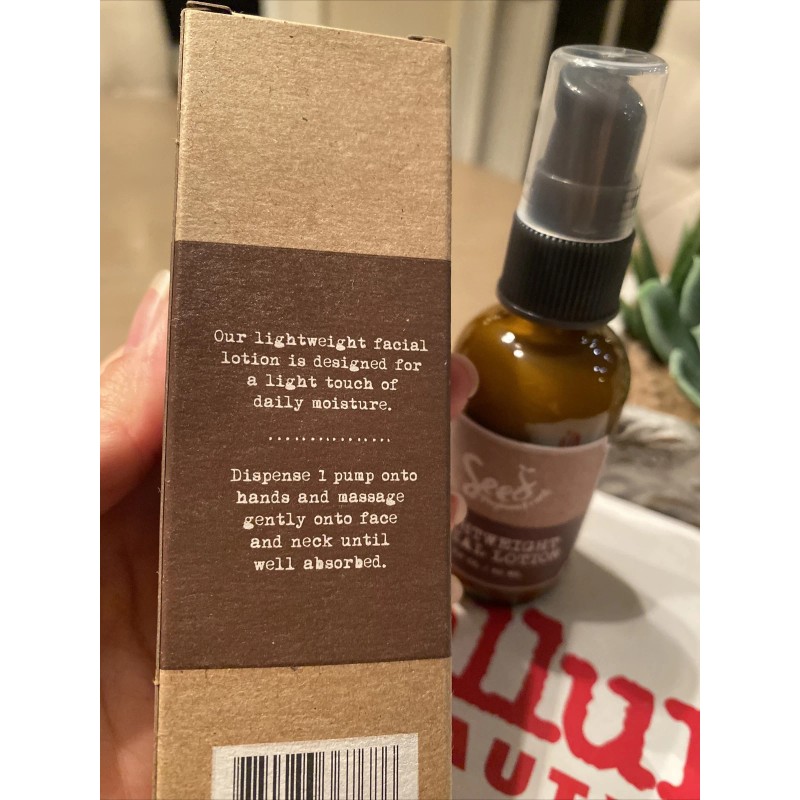 Our lightweight facial
lotion is designed for
a light touch of
daily moisture.
Dispense 1 pump onto
hands and massage
gently onto face
and neck until
well absorbed.
Seed
LOTION